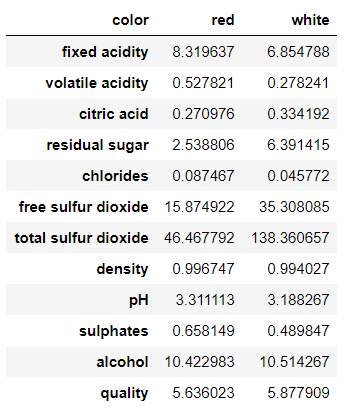 color red white
fixed acidity 8.319637 6.854788
volatile acidity 0.527821 0.278241
citric acid 0.270976 0.334192
residual sugar 2.538806 6.391415
chlorides 0.087467 0.045772
free sulfur dioxide 15.874922 35.308085
total sulfur dioxide 46.467792 138.360657
density 0.996747 0.994027
pH 3.311113 3.188267
sulphates 0.658149 0.489847
alcohol 10.422983 10.514267
quality 5.636023 5.877909